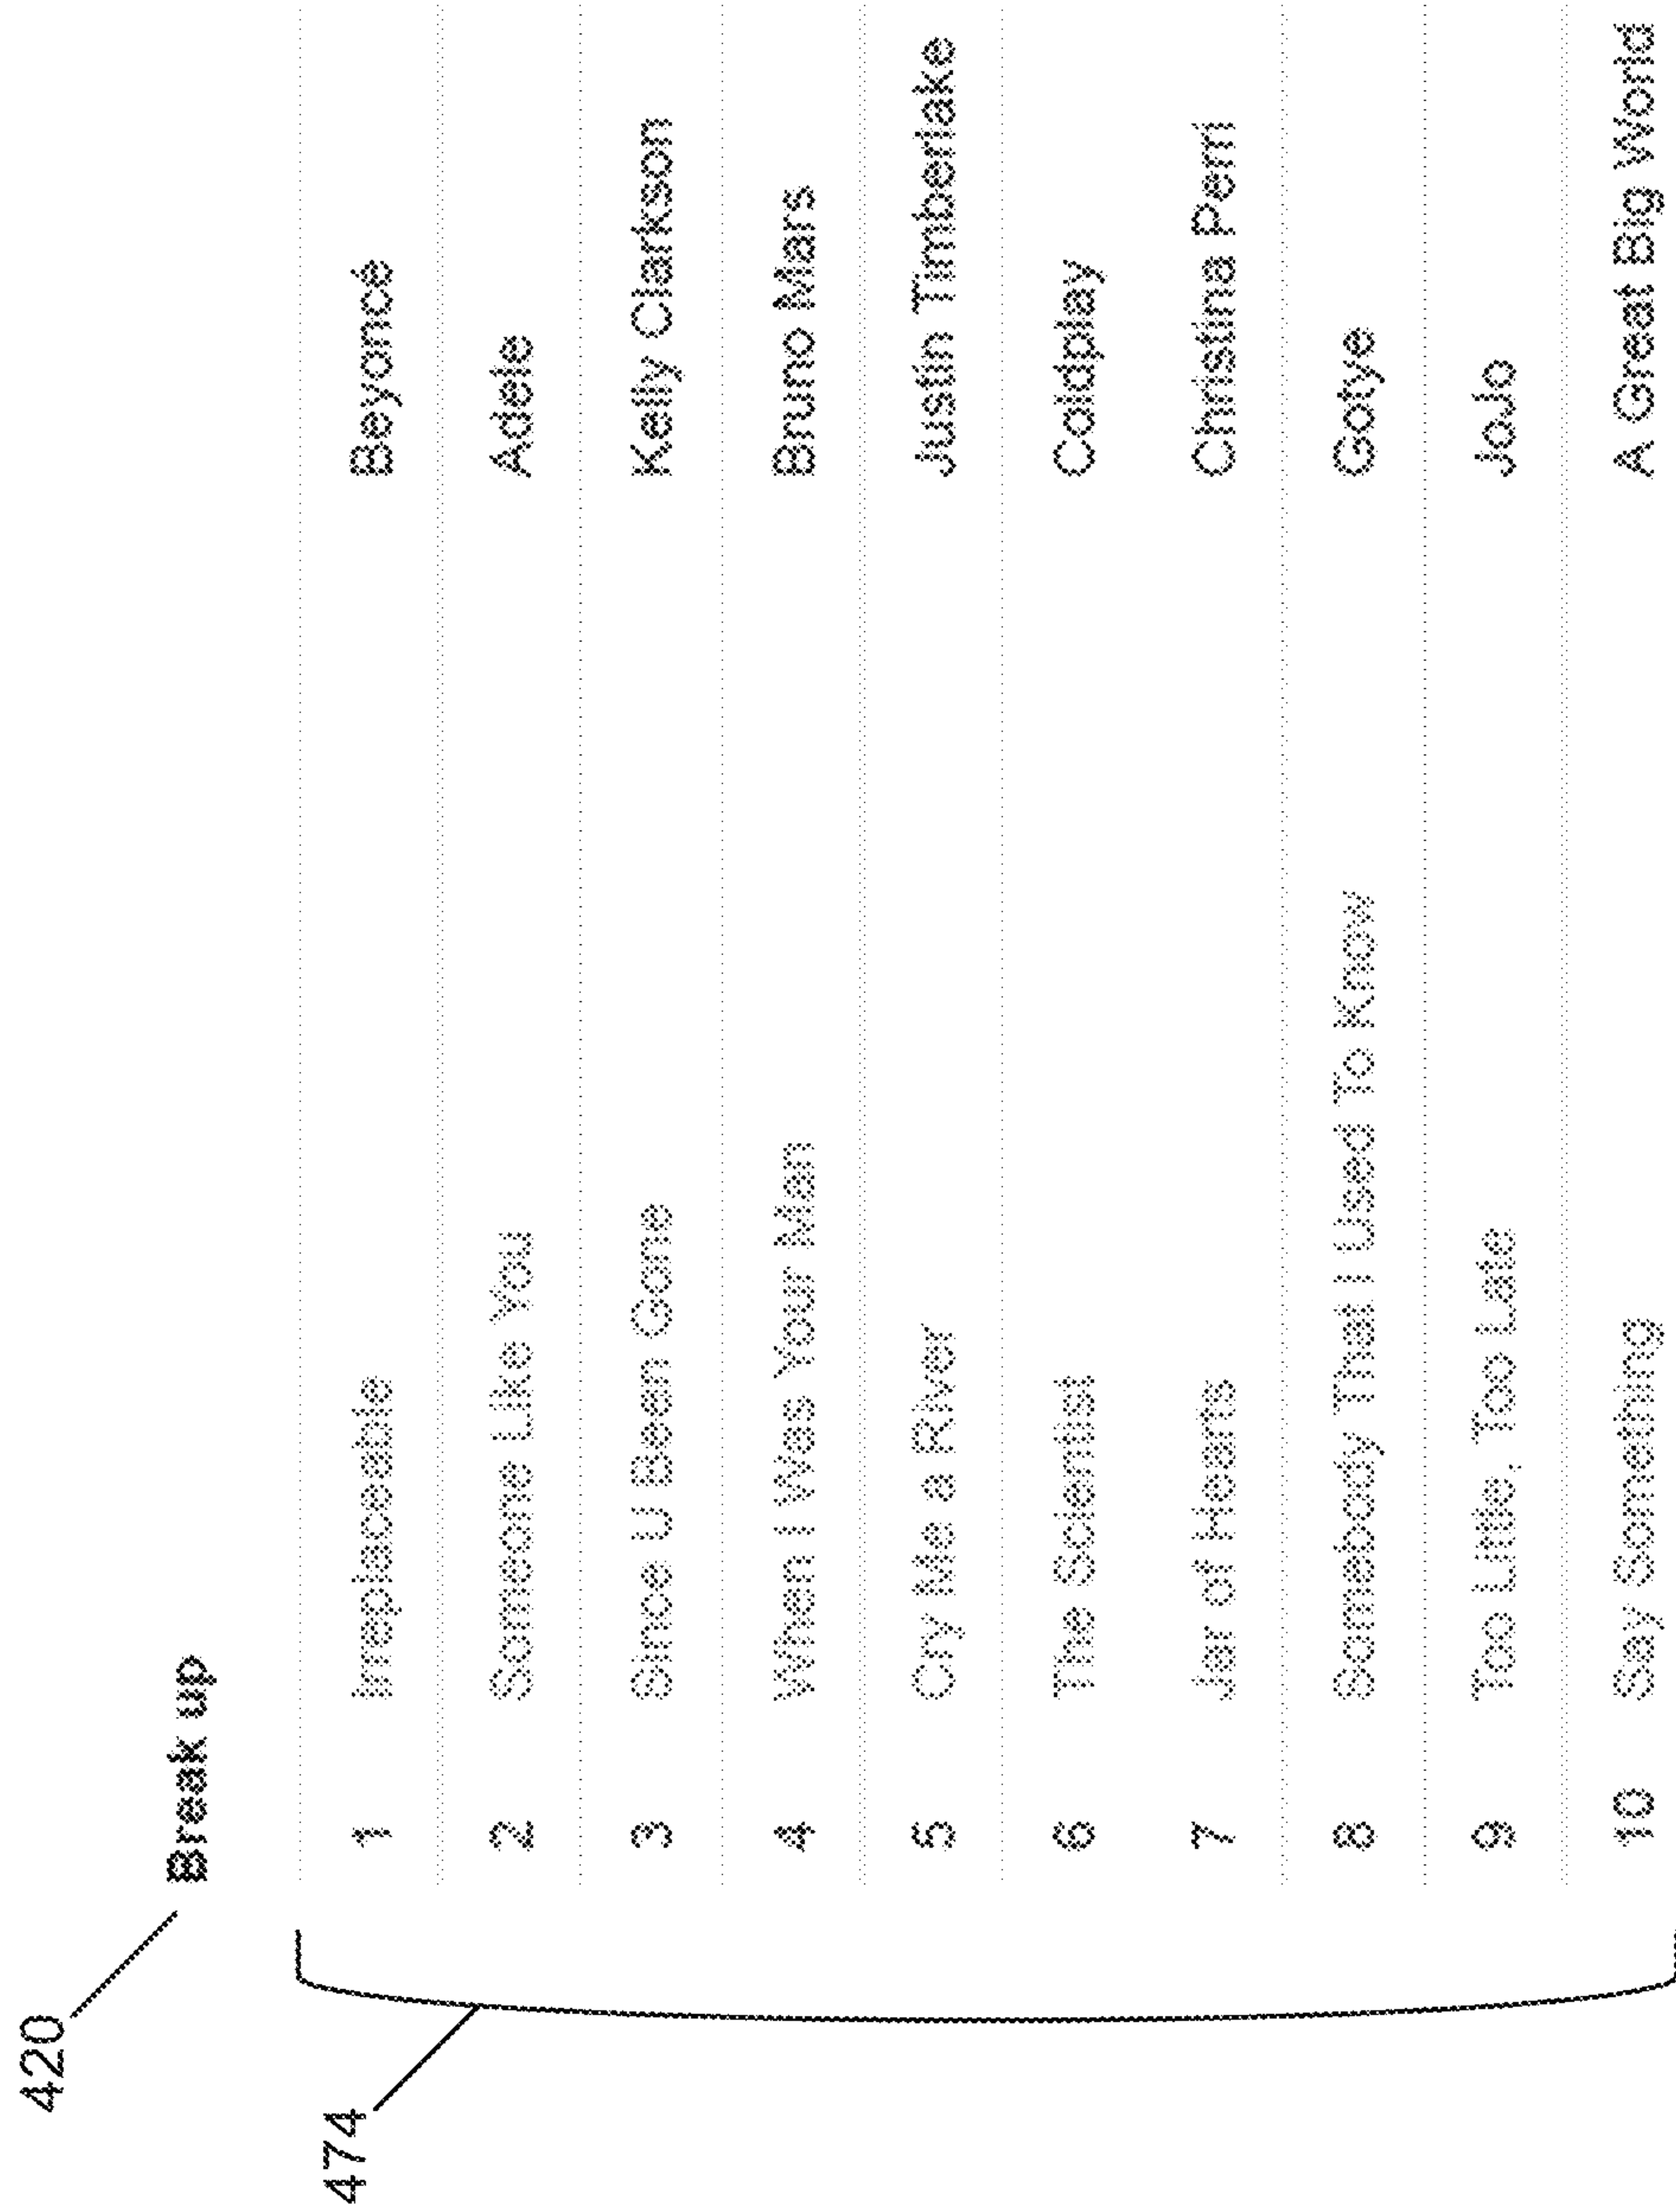 420
Break up
474
1 Irreplaceable Beyoncé
2 Someone Like You Adele
3 Since U Been Gone Kelly Clarkson
4 When I Was Your Man Bruno Mars
5 Cry Me a River Justin Timberlake
6 The Scientist Coldplay
7 Jar of Hearts Christina Perri
8 Somebody That I Used To Know Gotye
9 Too Little, Too Late JoJo
10 Say Something A Great Big World